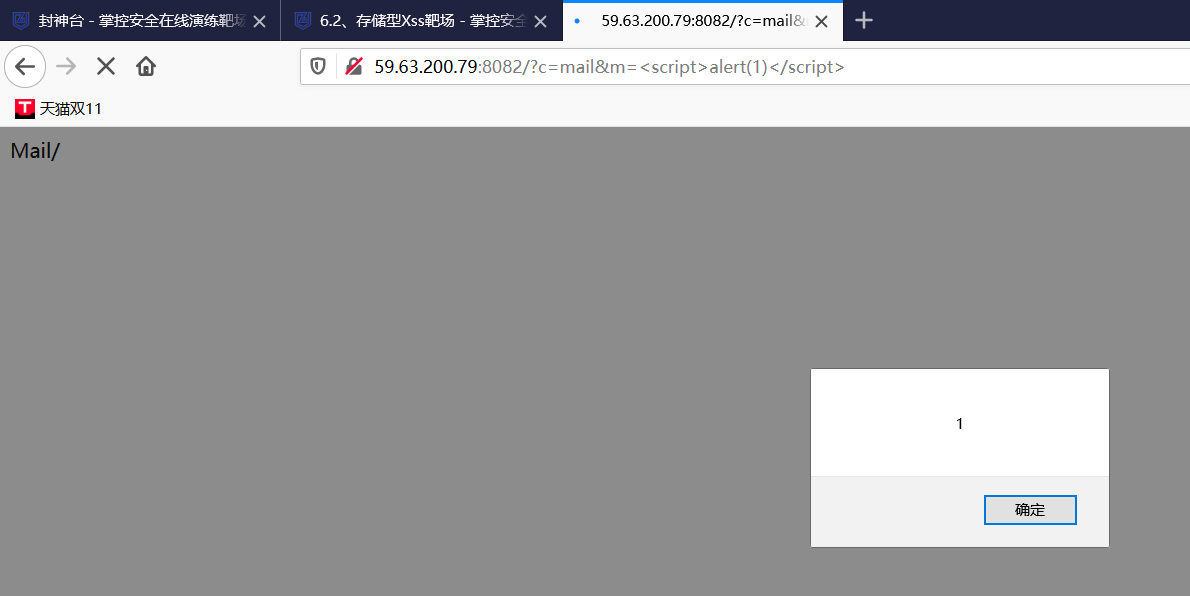 封神台 - 掌控安全在线演练靶场
6.2、存储型Xss靶场 - 掌控安全
59.63.200.79:8082/?c=mail&
59.63.200.79:8082/?c=mail&m=<script>alert(1)</script>
T 天猫双11
Mail/
1
确定